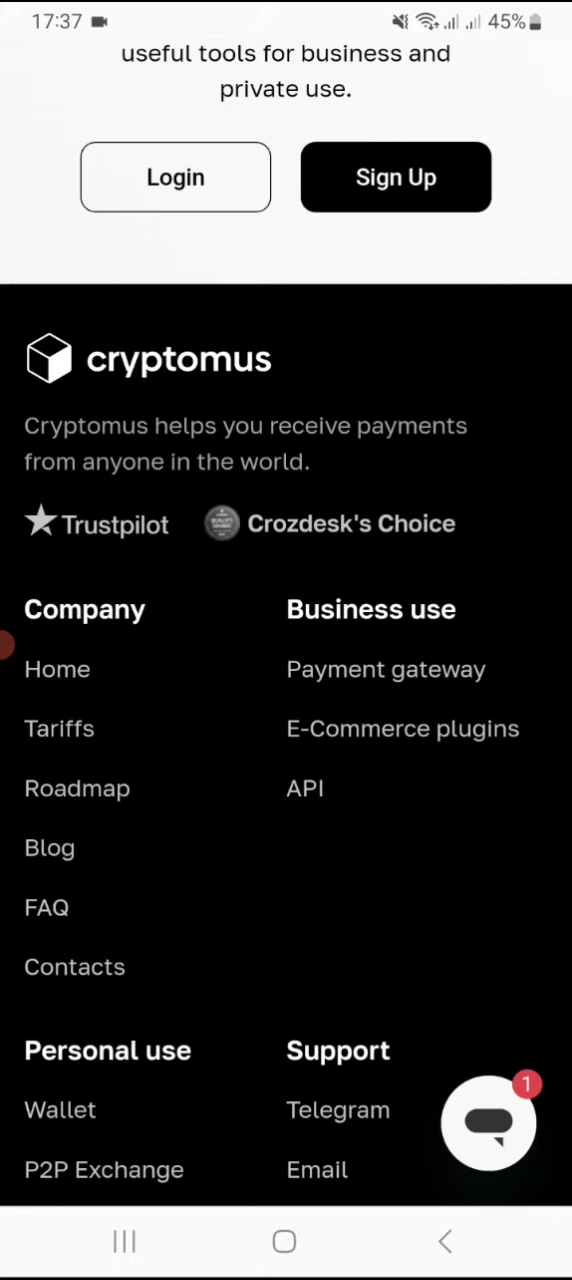 17:37
45%
useful tools for business and
private use.
Login
Sign Up
cryptomus
Cryptomus helps you receive payments
from anyone in the world.
Trustpilot
Crozdesk's Choice
Company
Business use
Home
Payment gateway
Tariffs
E-Commerce plugins
Roadmap
API
Blog
FAQ
Contacts
Personal use
Support
1
Wallet
Telegram
P2P Exchange
Email